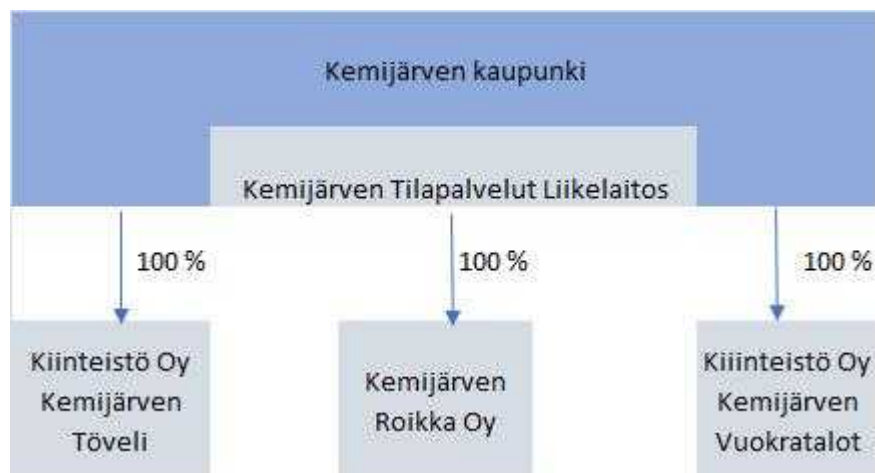 Kemijärven kaupunki
Kemijärven Tilapalvelut Liikelaitos
100 %
100 %
100 %
Kiinteistö Oy
Kemijärven
Töveli
Kemijärven
Roikka Oy
Kiiinteistö Oy
Kemijärven
Vuokratalot